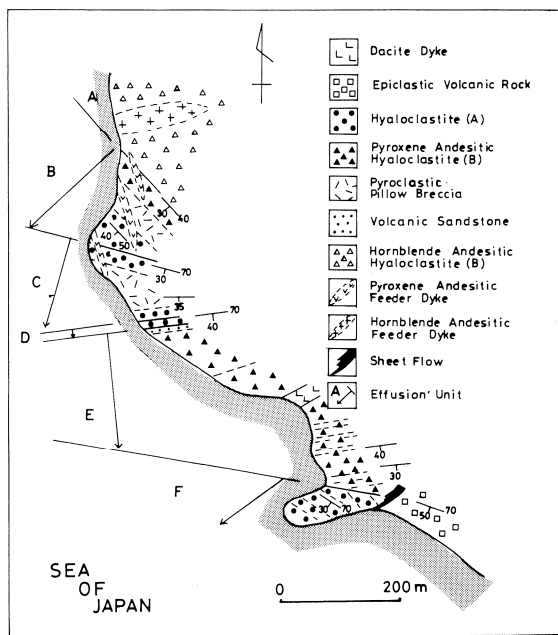 Dacite Dyke
Epiclastic Volcanic Rock
Hyaloclastite (A)
Pyroxene Andesitic
Hyaloclastite (B)
Pyroclastic
Pillow Breccia
Volcanic Sandstone
Hornblende Andesitic
Hyaloclastite (B)
Pyroxene Andesitic
Feeder Dyke
Hornblende Andesitic
Feeder Dyke
Sheet Flow
A
Effusion' Unit
A
B
30
40
40
50
C
30
70
35
70
40
D
E
40
30
F
30
70
50
70
SEA
OF
JAPAN
0
200 m